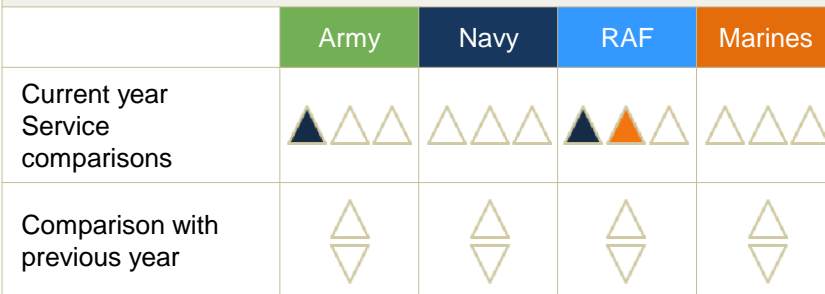 Army Navy RAF Marines
Current year
Service
comparisons
Comparison with
previous year